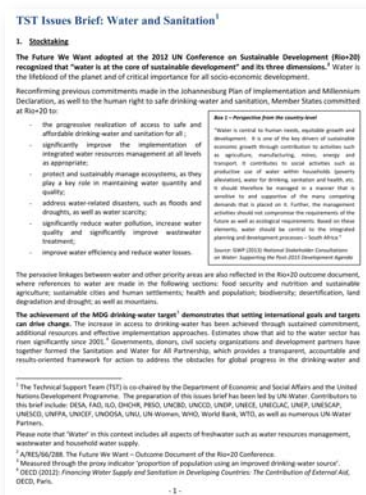 TST Issues Brief: Water and Sanitation¹
1. Stocktaking
The Future We Want adopted at the 2012 UN Conference on Sustainable Development (Rio+20)
recognized that "water is at the core of sustainable development" and its three dimensions.² Water is
the lifeblood of the planet and of critical importance for all socio-economic development.
Reconfirming previous commitments made in the Johannesburg Plan of Implementation and Millennium
Declaration, as well to the human right to safe drinking-water and sanitation, Member States committed
at Rio+20 to:
- the progressive realization of access to safe and
affordable drinking-water and sanitation for all ;
- significantly improve the implementation of
integrated water resources management at all levels
as appropriate;
- protect and sustainably manage ecosystems, as they
play a key role in maintaining water quantity and
quality;
- address water-related disasters, such as floods and
droughts, as well as water scarcity;
- significantly reduce water pollution, increase water
quality and significantly improve wastewater
treatment;
- improve water efficiency and reduce water losses.
Box 1 – Perspective from the country-level
"Water is central to human needs, equitable growth and
development. It is one of the key drivers of sustainable
economic growth through contribution to activities such
as agriculture, manufacturing, mines, energy and
transport. It contributes to social activities such as
productive use of water within households (poverty
alleviation), water for drinking, sanitation and health, etc.
It should therefore be managed in a manner that is
sensitive to and supportive of the many competing
demands that is placed on it. Further, the management
activities should not compromise the requirements of the
future as well as ecological requirements. Based on these
elements, water should be central to the integrated
planning and development processes – South Africa"
Source: GWP (2013) National Stakeholder Consultations
on Water: Supporting the Post-2015 Development Agenda
The pervasive linkages between water and other priority areas are also reflected in the Rio+20 outcome document,
where references to water are made in the following sections: food security and nutrition and sustainable
agriculture; sustainable cities and human settlements; health and population; biodiversity; desertification, land
degradation and drought; as well as mountains.
The achievement of the MDG drinking-water target³ demonstrates that setting international goals and targets
can drive change. The increase in access to drinking-water has been achieved through sustained commitment,
additional resources and effective implementation approaches. Estimates show that aid to the water sector has
risen significantly since 2001.⁴ Governments, donors, civil society organizations and development partners have
together formed the Sanitation and Water for All Partnership, which provides a transparent, accountable and
results-oriented framework for action to address the obstacles for global progress in the drinking-water and
¹ The Technical Support Team (TST) is co-chaired by the Department of Economic and Social Affairs and the United
Nations Development Programme. The preparation of this issues brief has been led by UN-Water. Contributors to
this brief include: DESA, FAO, ILO, OHCHR, PBSO, UNCBD, UNCCD, UNDP, UNECE, UNECLAC, UNEP, UNESCAP,
UNESCO, UNFPA, UNICEF, UNOOSA, UNU, UN-Women, WHO, World Bank, WTO, as well as numerous UN-Water
Partners.
Please note that 'Water' in this context includes all aspects of freshwater such as water resources management,
wastewater and household water supply.
² A/RES/66/288. The Future We Want – Outcome Document of the Rio+20 Conference.
³ Measured through the proxy indicator 'proportion of population using an improved drinking-water source'.
⁴ OECD (2012) Financing Water Supply and Sanitation in Developing Countries: The Contribution of External Aid,
OECD, Paris.
- 1 -